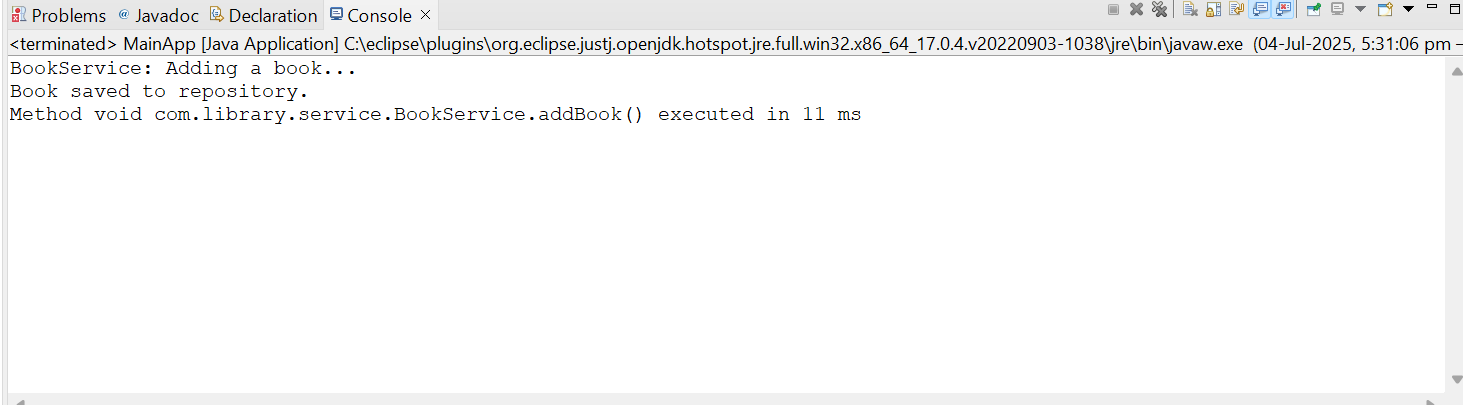 Problems @ Javadoc Declaration Console
<terminated> MainApp [Java Application] C:\eclipse\plugins\org.eclipse.justj.openjdk.hotspot.jre.full.win32.x86_64_17.0.4.v20220903-1038\jre\bin\javaw.exe (04-Jul-2025, 5:31:06 pm –
BookService: Adding a book...
Book saved to repository.
Method void com.library.service.BookService.addBook() executed in 11 ms